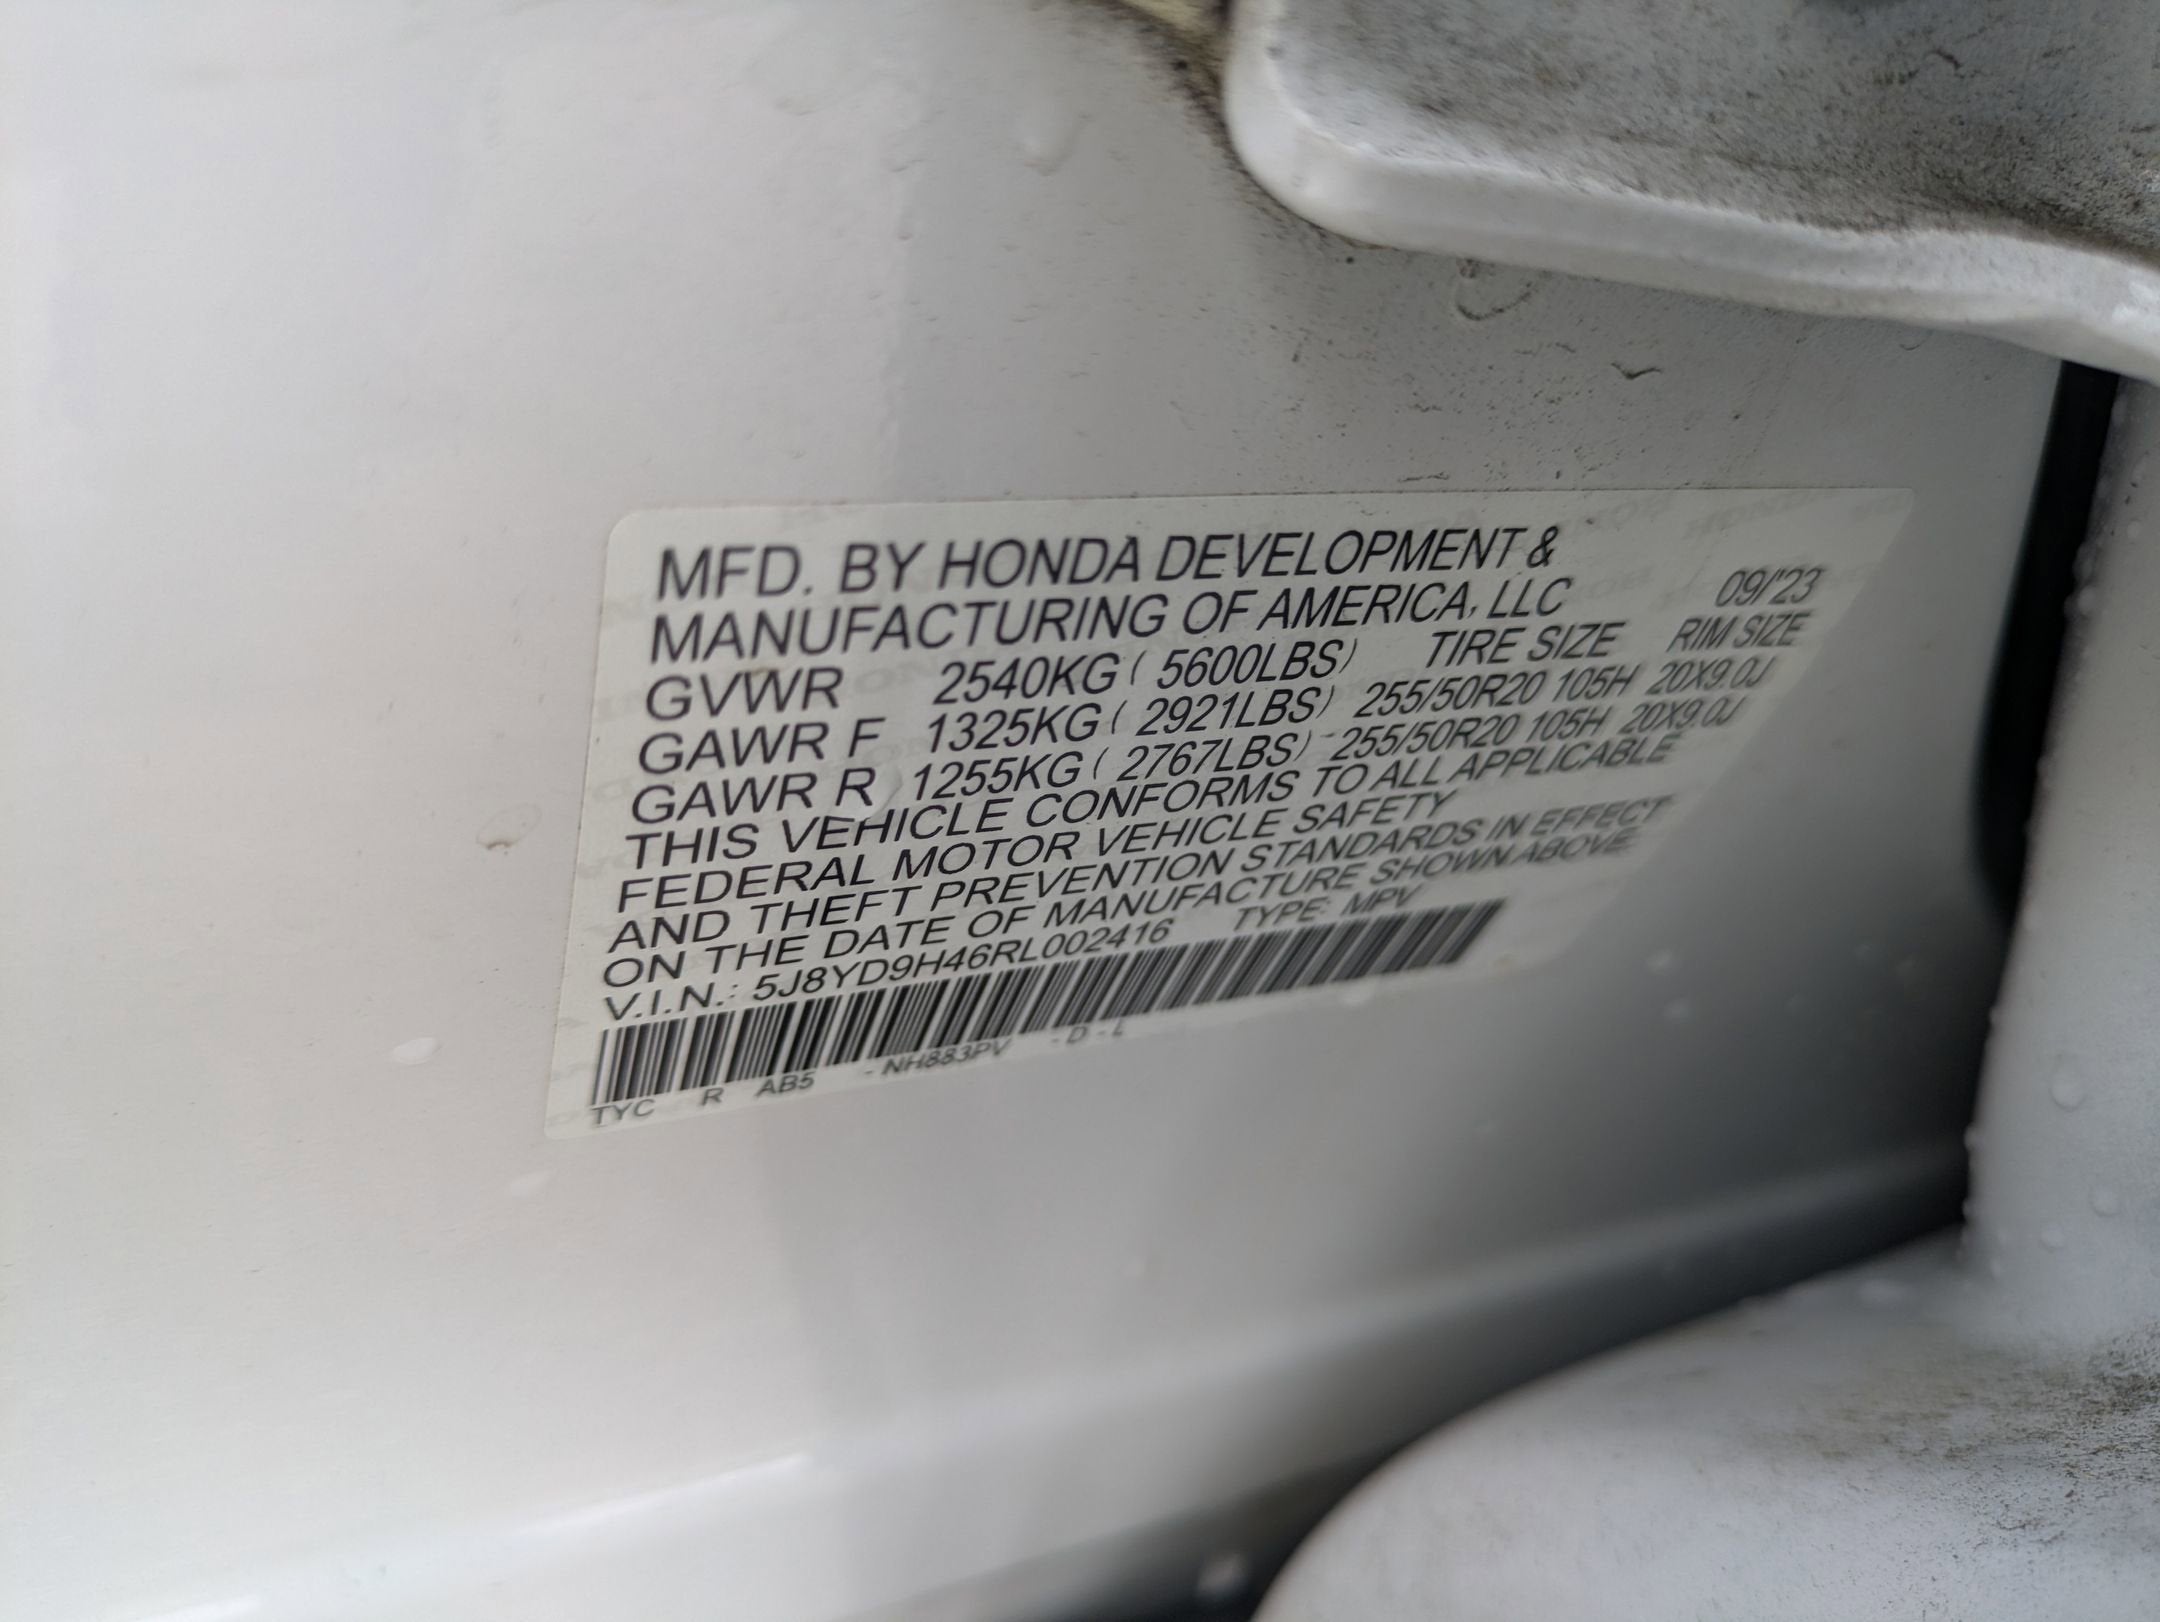 MFD. BY HONDA DEVELOPMENT &
MANUFACTURING OF AMERICA, LLC 09/'23
GVWR 2540KG ( 5600LBS) TIRE SIZE RIM SIZE
GAWR F 1325KG ( 2921LBS) 255/50R20 105H 20X9.0J
GAWR R 1255KG ( 2767LBS) 255/50R20 105H 20X9.0J
THIS VEHICLE CONFORMS TO ALL APPLICABLE
FEDERAL MOTOR VEHICLE SAFETY
AND THEFT PREVENTION STANDARDS IN EFFECT
ON THE DATE OF MANUFACTURE SHOWN ABOVE.
V.I.N.: 5J8YD9H46RL002416 TYPE: MPV
TYC R AB5 - NH883PV - D - L